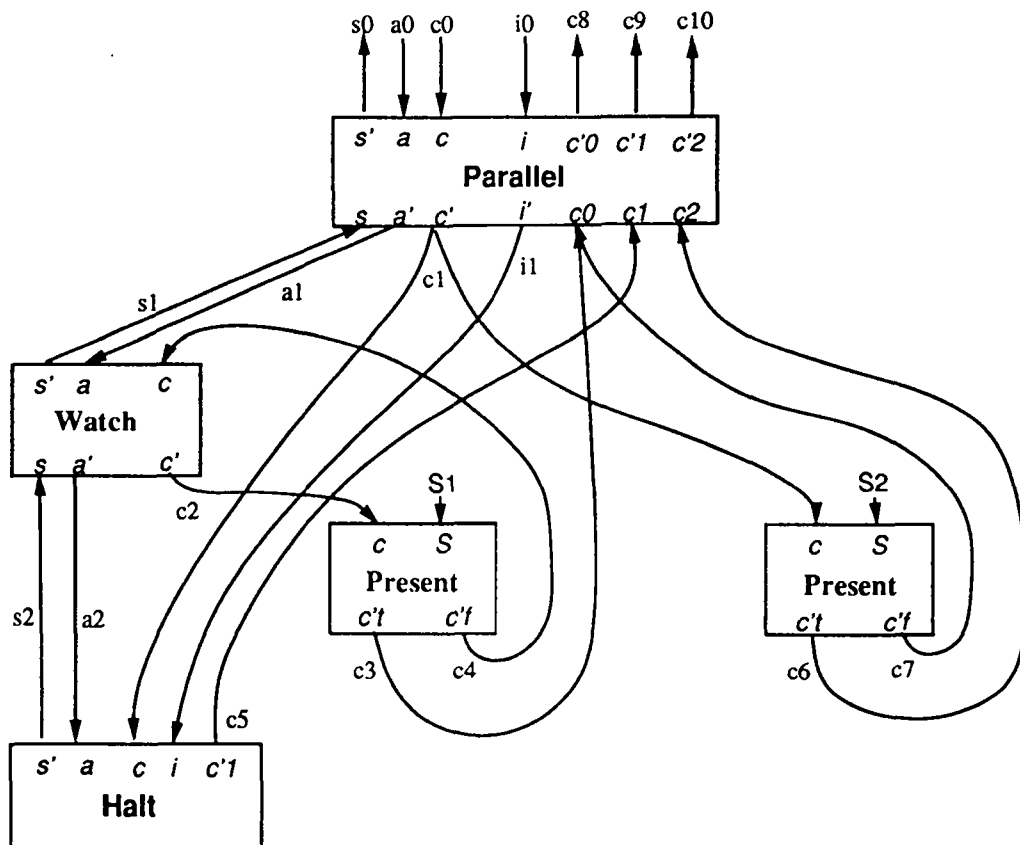 s0 a0 c0 i0 c8 c9 c10
s' a c i c'0 c'1 c'2
Parallel
s a' c' i' c0 c1 c2
s1 a1 c1 i1
s' a c
Watch
s a' c'
c2 S1 S2
c S c S
Present Present
c't c'f c't c'f
s2 a2 c3 c4 c6 c7
c5
s' a c i c'1
Halt